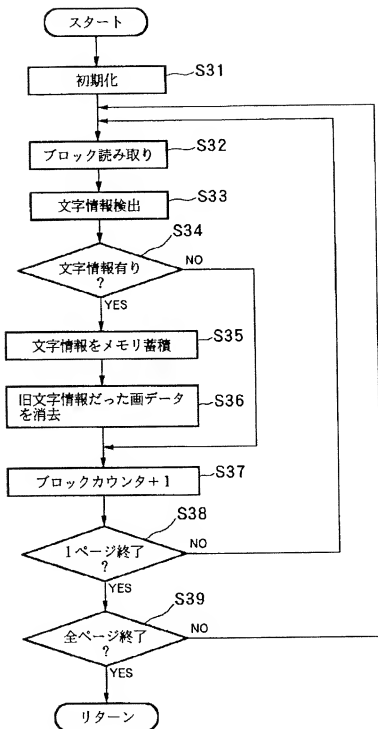 スタート
初期化
S31
ブロック読み取り
S32
文字情報検出
S33
S34
文字情報有り
?
NO
YES
文字情報をメモリ蓄積
S35
旧文字情報だった画データ
を消去
S36
ブロックカウンタ+1
S37
S38
1ページ終了
?
NO
YES
S39
全ページ終了
?
NO
YES
リターン